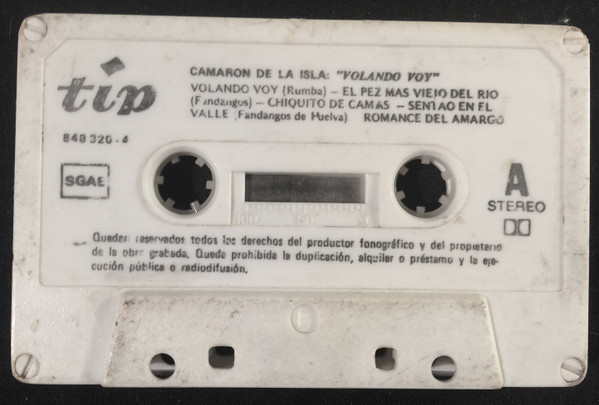 tip
CAMARON DE LA ISLA: "VOLANDO VOY"
VOLANDO VOY (Rumba) — EL PEZ MAS VIEJO DEL RIO
(Fandangos) — CHIQUITO DE CAMAS — SENTAO EN EL
VALLE (Fandangos de Huelva) ROMANCE DEL AMARGO
848 326-4
SGAE
A
STEREO
Quedan reservados todos los derechos del productor fonográfico y del propietario
de la obra grabada. Queda prohibida la duplicación, alquiler o préstamo y la eje-
cución pública o radiodifusión.